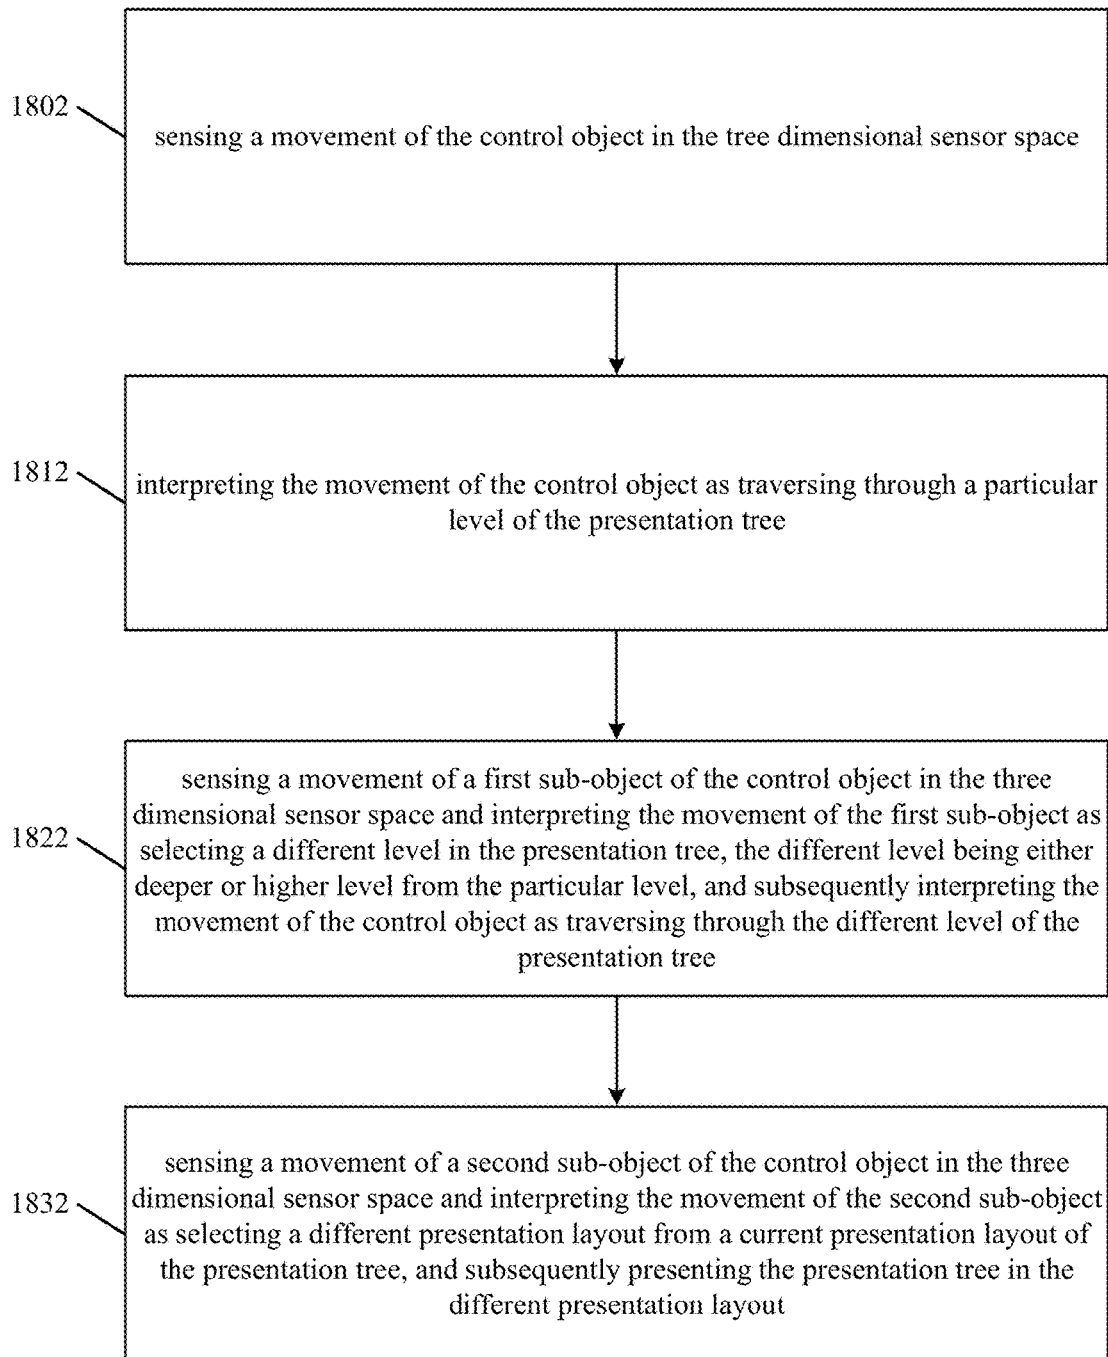 1802
sensing a movement of the control object in the tree dimensional sensor space
1812
interpreting the movement of the control object as traversing through a particular
level of the presentation tree
sensing a movement of a first sub-object of the control object in the three
dimensional sensor space and interpreting the movement of the first sub-object as
1822
selecting a different level in the presentation tree, the different level being either
deeper or higher level from the particular level, and subsequently interpreting the
movement of the control object as traversing through the different level of the
presentation tree
sensing a movement of a second sub-object of the control object in the three
dimensional sensor space and interpreting the movement of the second sub-object
1832
as selecting a different presentation layout from a current presentation layout of
the presentation tree, and subsequently presenting the presentation tree in the
different presentation layout